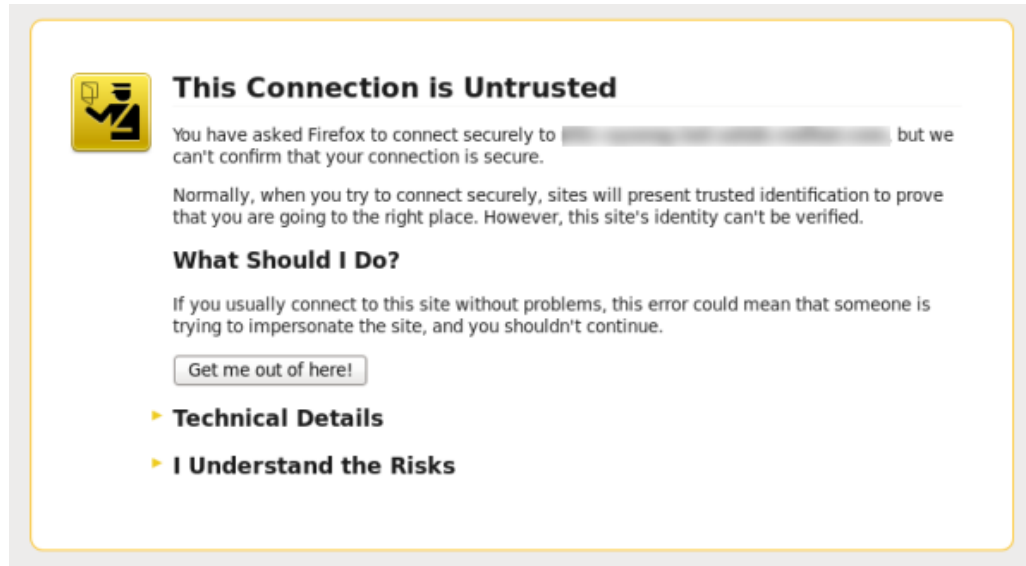 This Connection is Untrusted
You have asked Firefox to connect securely to , but we
can't confirm that your connection is secure.
Normally, when you try to connect securely, sites will present trusted identification to prove
that you are going to the right place. However, this site's identity can't be verified.
What Should I Do?
If you usually connect to this site without problems, this error could mean that someone is
trying to impersonate the site, and you shouldn't continue.
Get me out of here!
Technical Details
I Understand the Risks